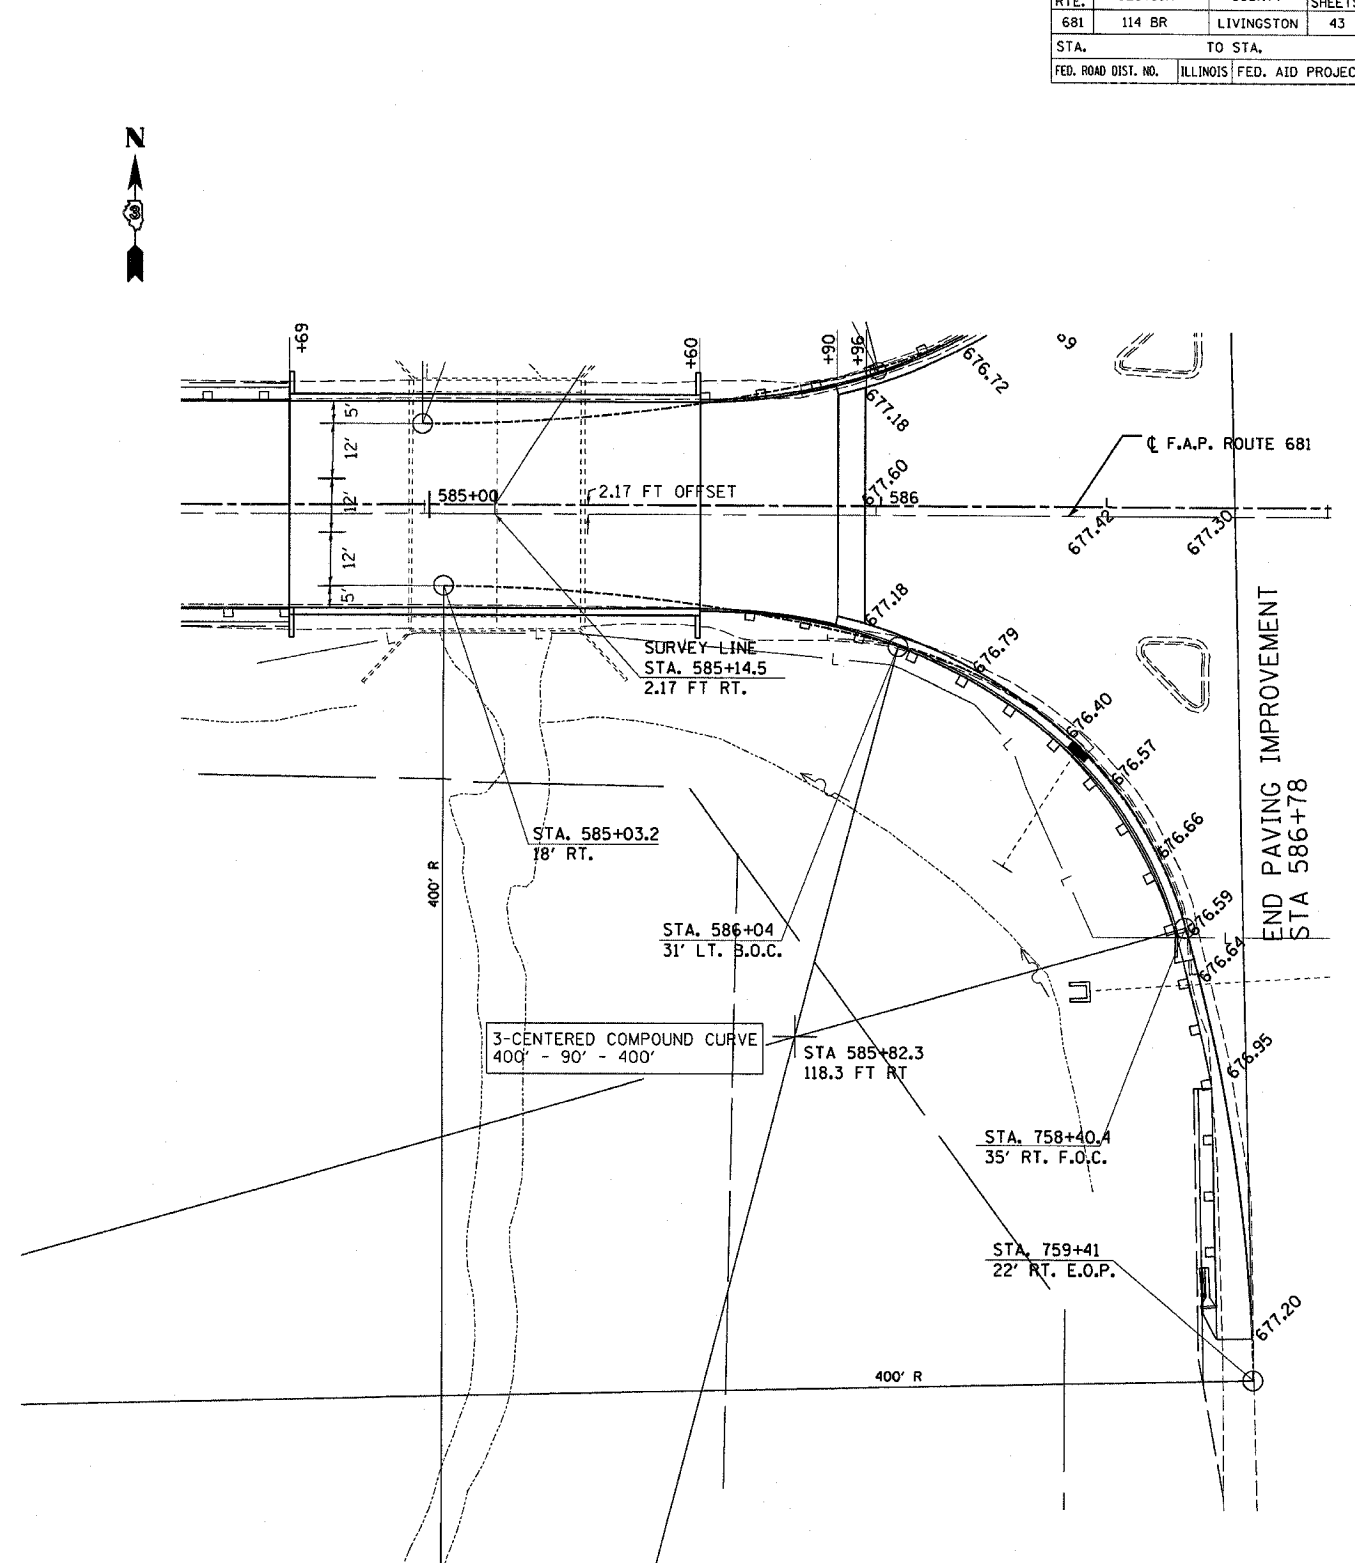 RTE.
SHEETS
681 114 BR LIVINGSTON 43
STA. TO STA.
FED. ROAD DIST. NO. ILLINOIS FED. AID PROJEC
N
3
+69
+60
+90
+96
69
676.72
677.18
5'
12'
12'
12'
5'
℄ F.A.P. ROUTE 681
585+00
2.17 FT OFFSET
677.60
586
677.42
677.30
677.18
SURVEY LINE
STA. 585+14.5
2.17 FT RT.
676.79
676.40
676.57
676.66
676.59
676.64
676.95
677.20
END PAVING IMPROVEMENT
STA 586+78
STA. 585+03.2
18' RT.
400' R
STA. 586+04
31' LT. B.O.C.
3-CENTERED COMPOUND CURVE
400' - 90' - 400'
STA 585+82.3
118.3 FT RT
STA. 758+40.4
35' RT. F.O.C.
STA. 759+41
22' RT. E.O.P.
400' R